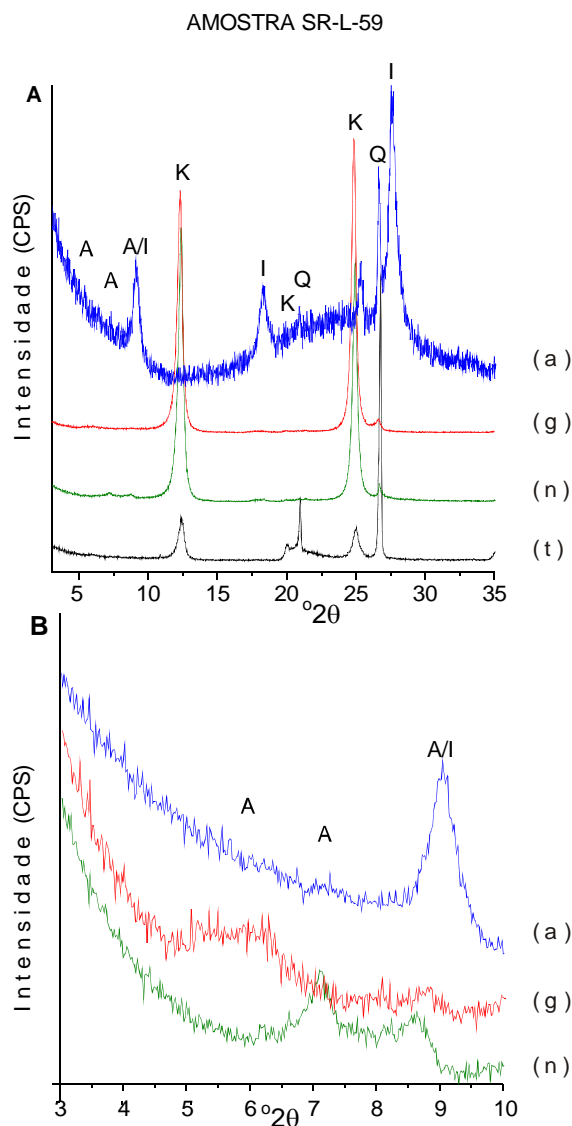 AMOSTRA SR-L-59
A
I
K
K
Q
A
A/I
A
I
K
Q
Intensidade (CPS)
(a)
(g)
(n)
(t)
5 10 15 20 25 30 35
°2θ
B
A/I
A
A
Intensidade (CPS)
(a)
(g)
(n)
3 4 5 6 7 8 9 10
°2θ